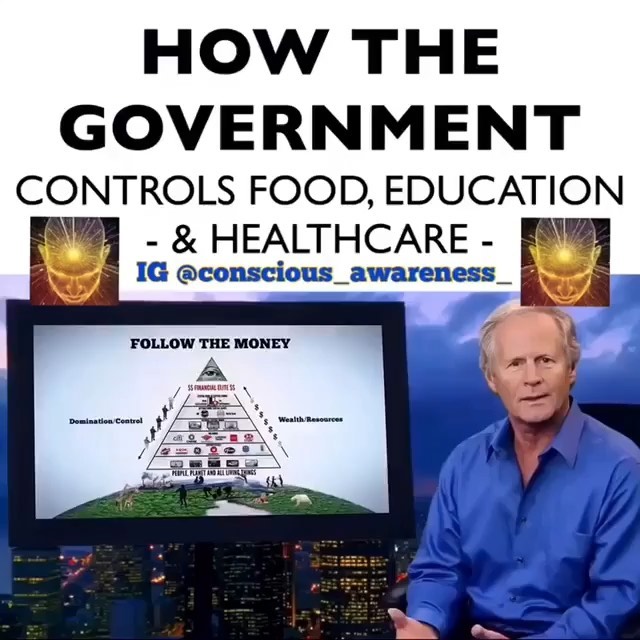 HOW THE
GOVERNMENT
CONTROLS FOOD, EDUCATION
- & HEALTHCARE -
IG @conscious_awareness_
FOLLOW THE MONEY
$$ FINANCIAL ELITE $$
Domination/Control
Wealth/Resources
PEOPLE, PLANET AND ALL LIVING THINGS